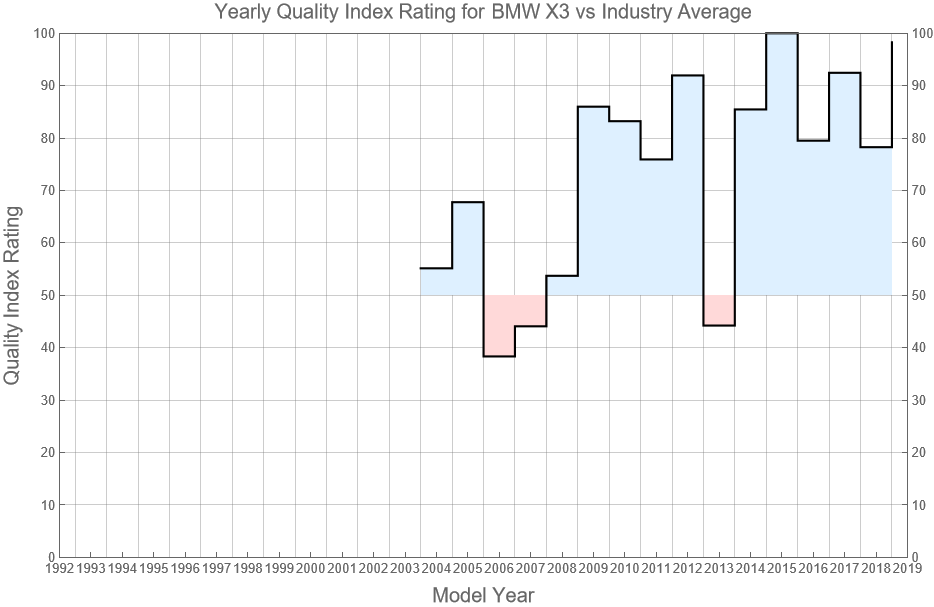 Yearly Quality Index Rating for BMW X3 vs Industry Average
100 100
90 90
80 80
70 70
60 60
50 50
40 40
30 30
20 20
10 10
0 0
Quality Index Rating
1992 1993 1994 1995 1996 1997 1998 1999 2000 2001 2002 2003 2004 2005 2006 2007 2008 2009 2010 2011 2012 2013 2014 2015 2016 2017 2018 2019
Model Year